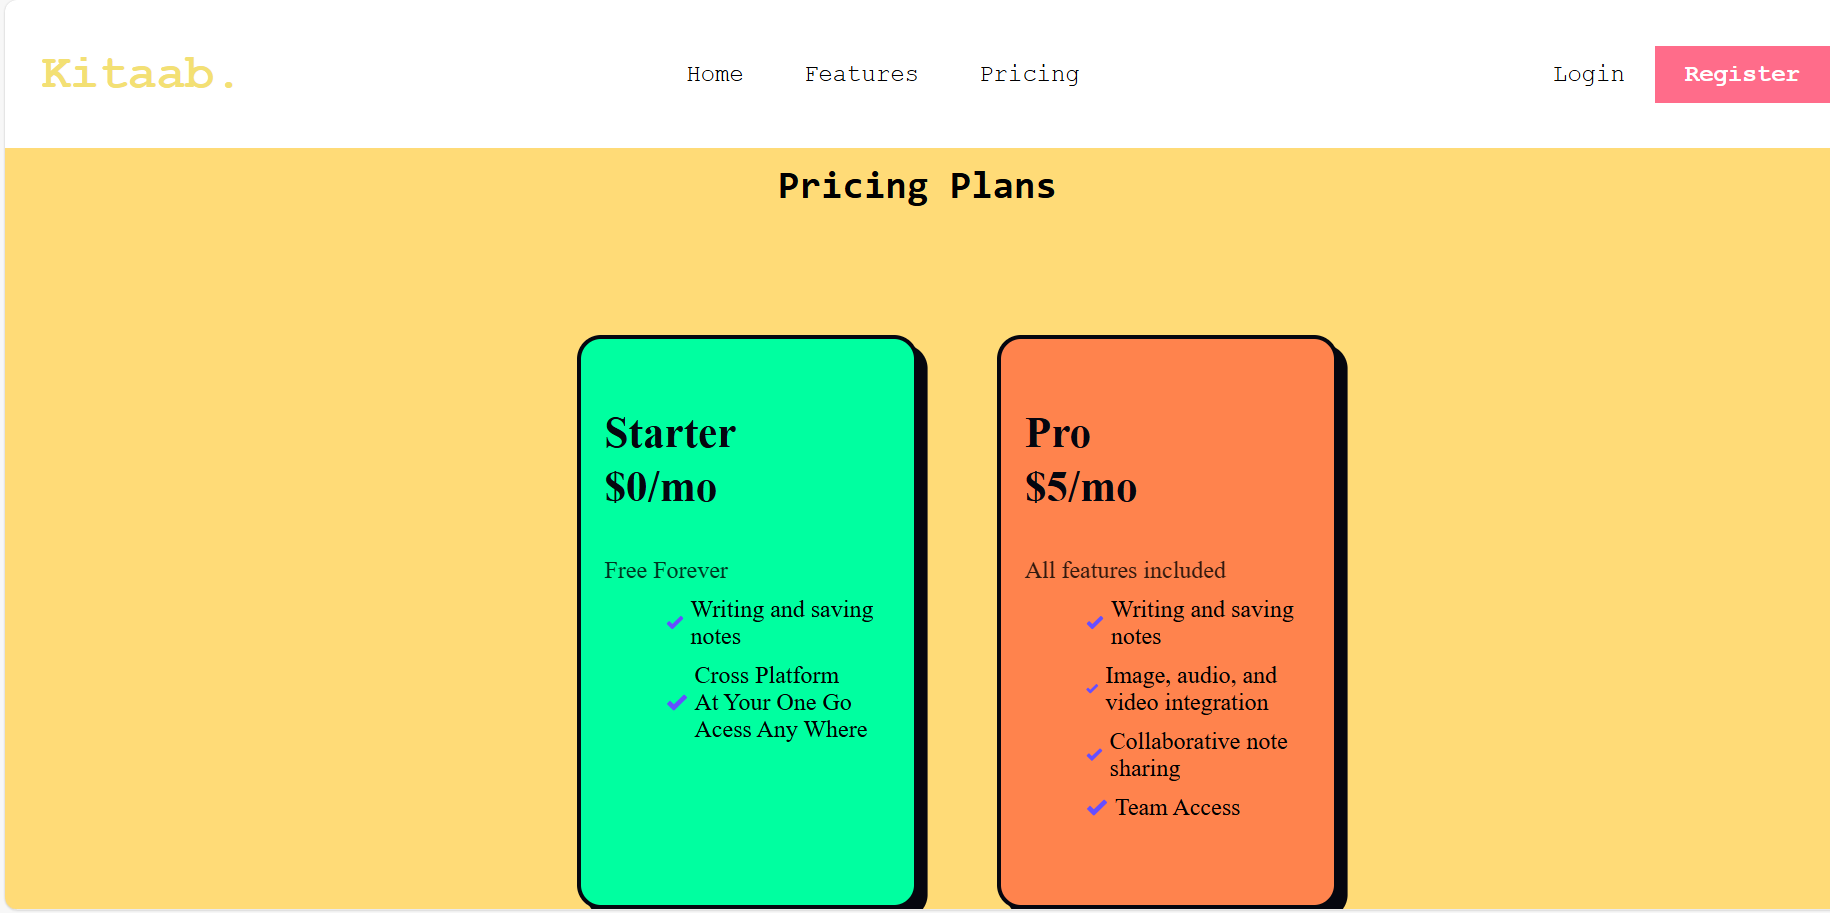 Kitaab.
Home Features Pricing
Login Register
Pricing Plans
Starter
$0/mo
Free Forever
Writing and saving
notes
Cross Platform
At Your One Go
Acess Any Where
Pro
$5/mo
All features included
Writing and saving
notes
Image, audio, and
video integration
Collaborative note
sharing
Team Access